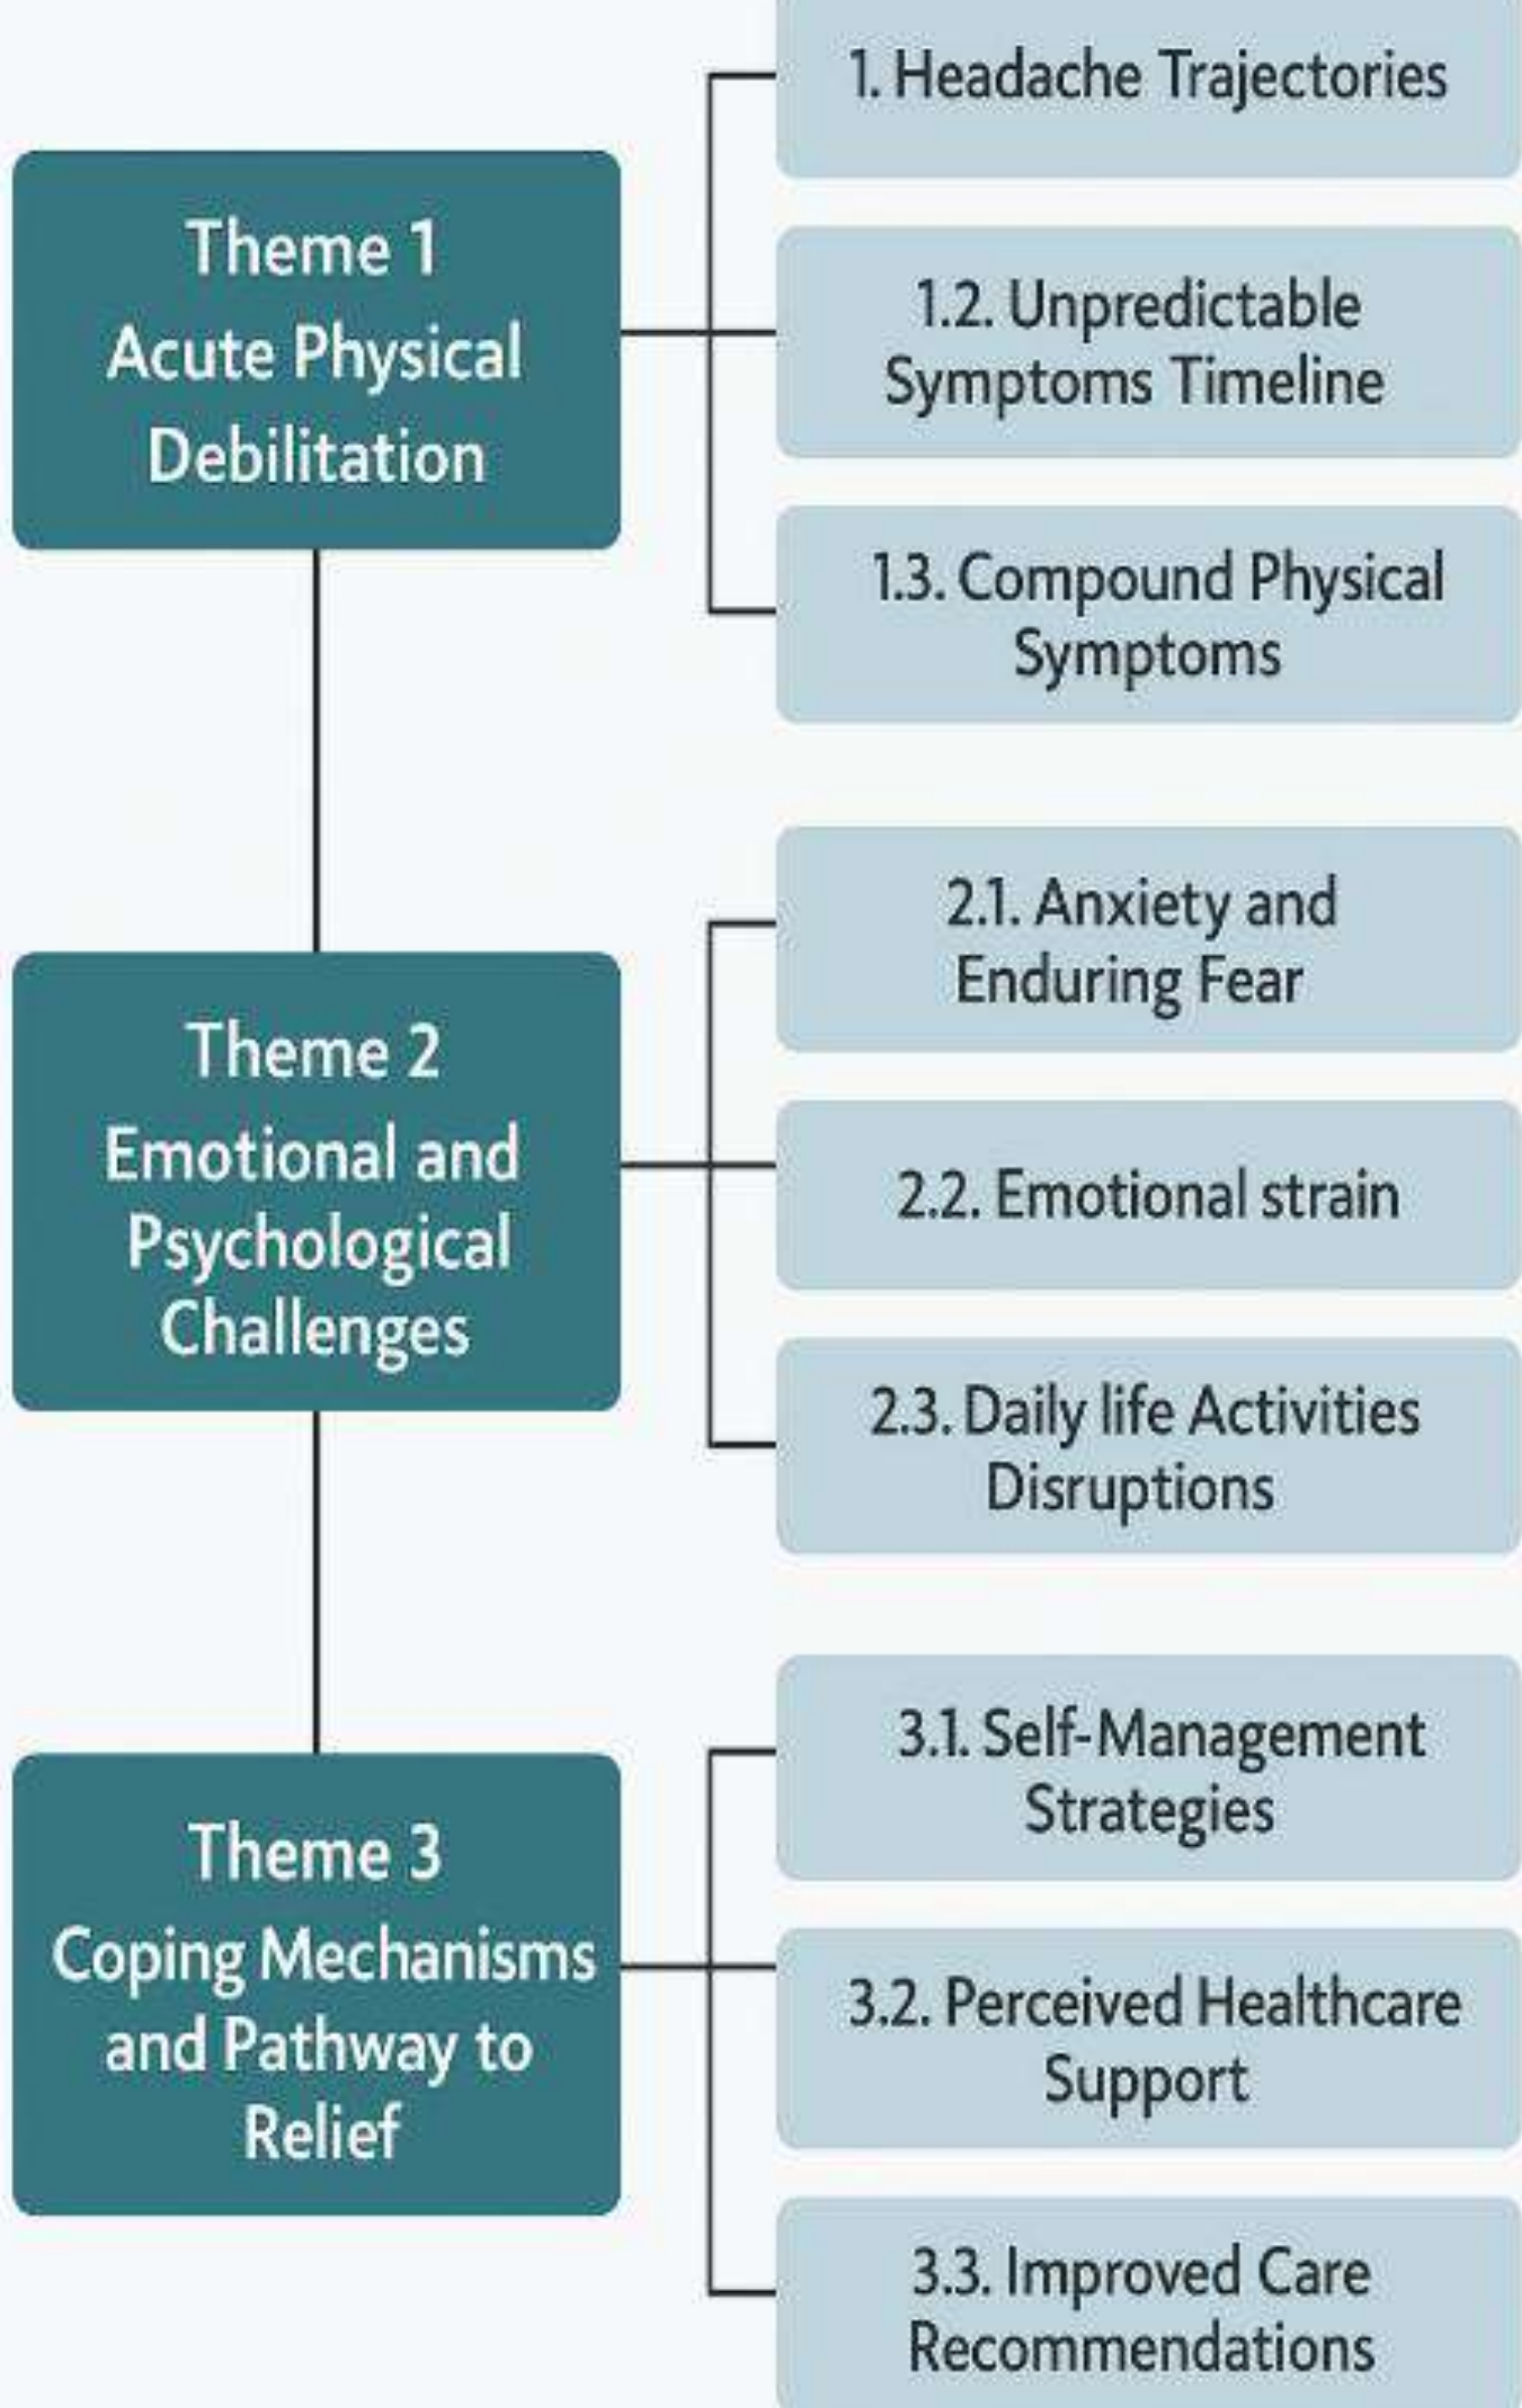 Theme 1
Acute Physical
Debilitation
1. Headache Trajectories
1.2. Unpredictable
Symptoms Timeline
1.3. Compound Physical
Symptoms
Theme 2
Emotional and
Psychological
Challenges
2.1. Anxiety and
Enduring Fear
2.2. Emotional strain
2.3. Daily life Activities
Disruptions
Theme 3
Coping Mechanisms
and Pathway to
Relief
3.1. Self-Management
Strategies
3.2. Perceived Healthcare
Support
3.3. Improved Care
Recommendations